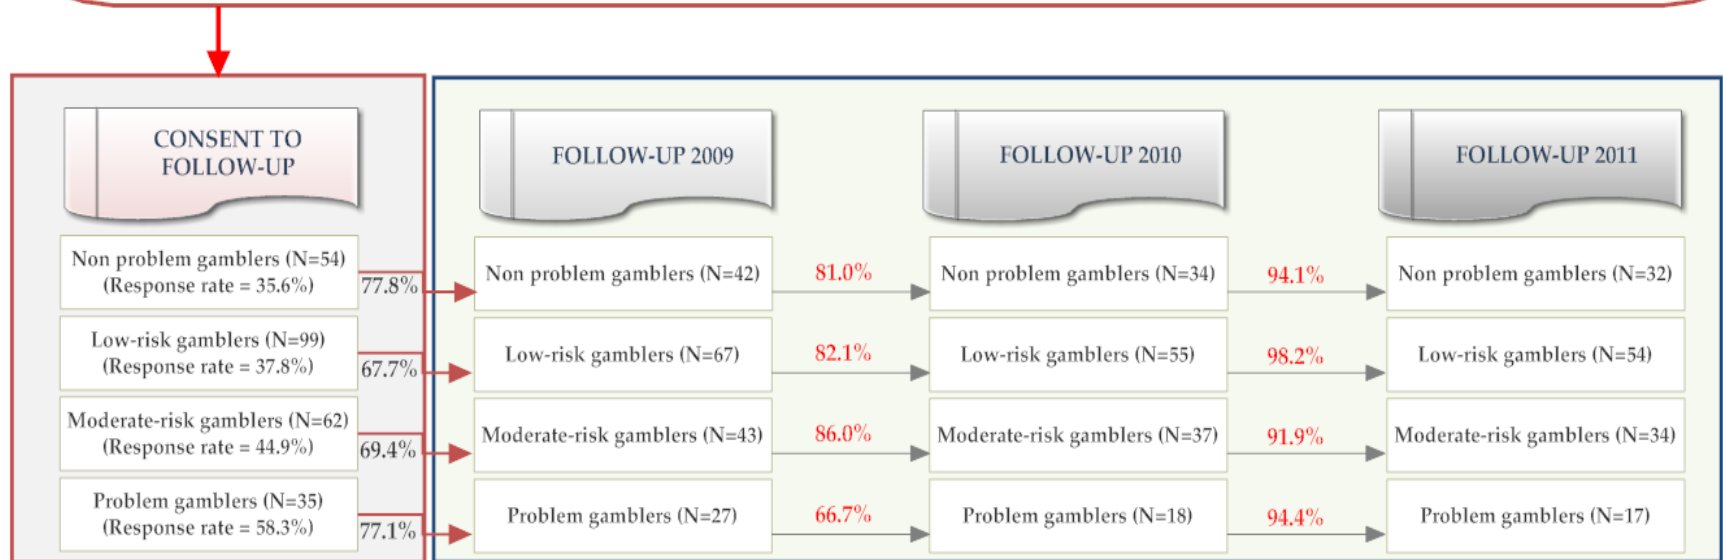 CONSENT TO
FOLLOW-UP
FOLLOW-UP 2009
FOLLOW-UP 2010
FOLLOW-UP 2011
Non problem gamblers (N=54)
(Response rate = 35.6%)
77.8%
Non problem gamblers (N=42)
81.0%
Non problem gamblers (N=34)
94.1%
Non problem gamblers (N=32)
Low-risk gamblers (N=99)
(Response rate = 37.8%)
67.7%
Low-risk gamblers (N=67)
82.1%
Low-risk gamblers (N=55)
98.2%
Low-risk gamblers (N=54)
Moderate-risk gamblers (N=62)
(Response rate = 44.9%)
69.4%
Moderate-risk gamblers (N=43)
86.0%
Moderate-risk gamblers (N=37)
91.9%
Moderate-risk gamblers (N=34)
Problem gamblers (N=35)
(Response rate = 58.3%)
77.1%
Problem gamblers (N=27)
66.7%
Problem gamblers (N=18)
94.4%
Problem gamblers (N=17)